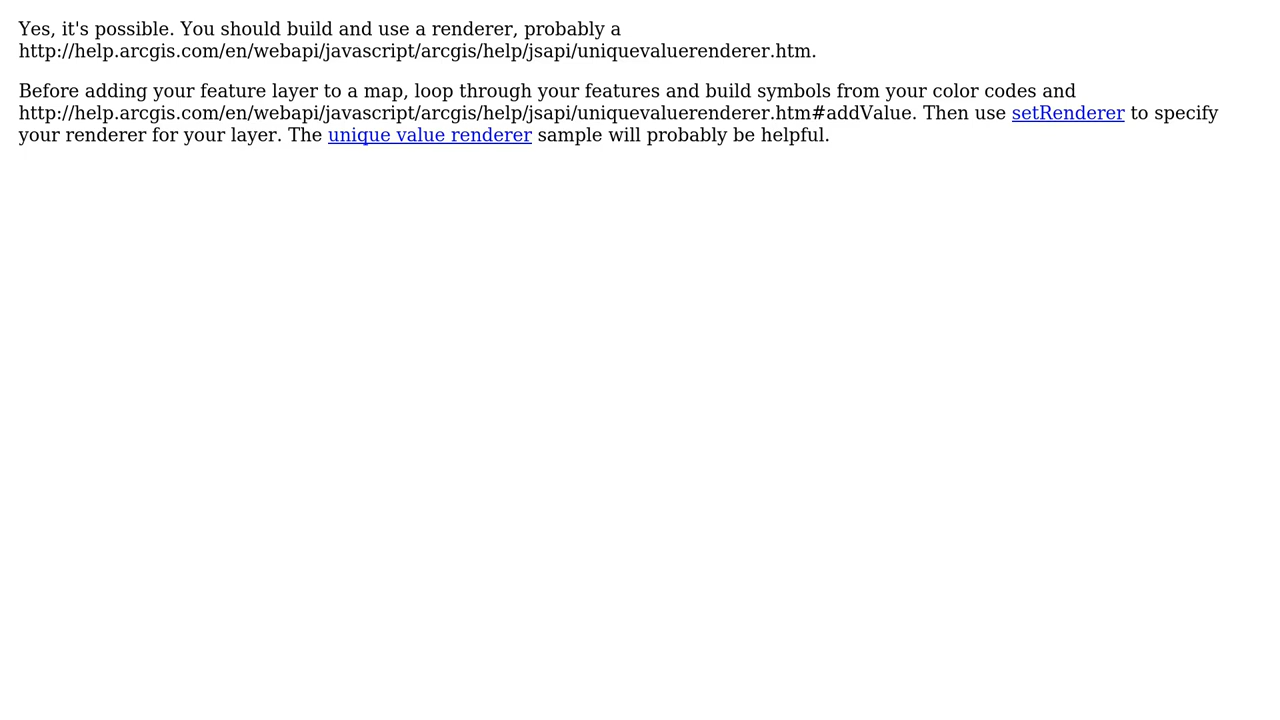 Yes, it's possible. You should build and use a renderer, probably a
http://help.arcgis.com/en/webapi/javascript/arcgis/help/jsapi/uniquevaluerenderer.htm.
Before adding your feature layer to a map, loop through your features and build symbols from your color codes and
http://help.arcgis.com/en/webapi/javascript/arcgis/help/jsapi/uniquevaluerenderer.htm#addValue. Then use setRenderer to specify
your renderer for your layer. The unique value renderer sample will probably be helpful.